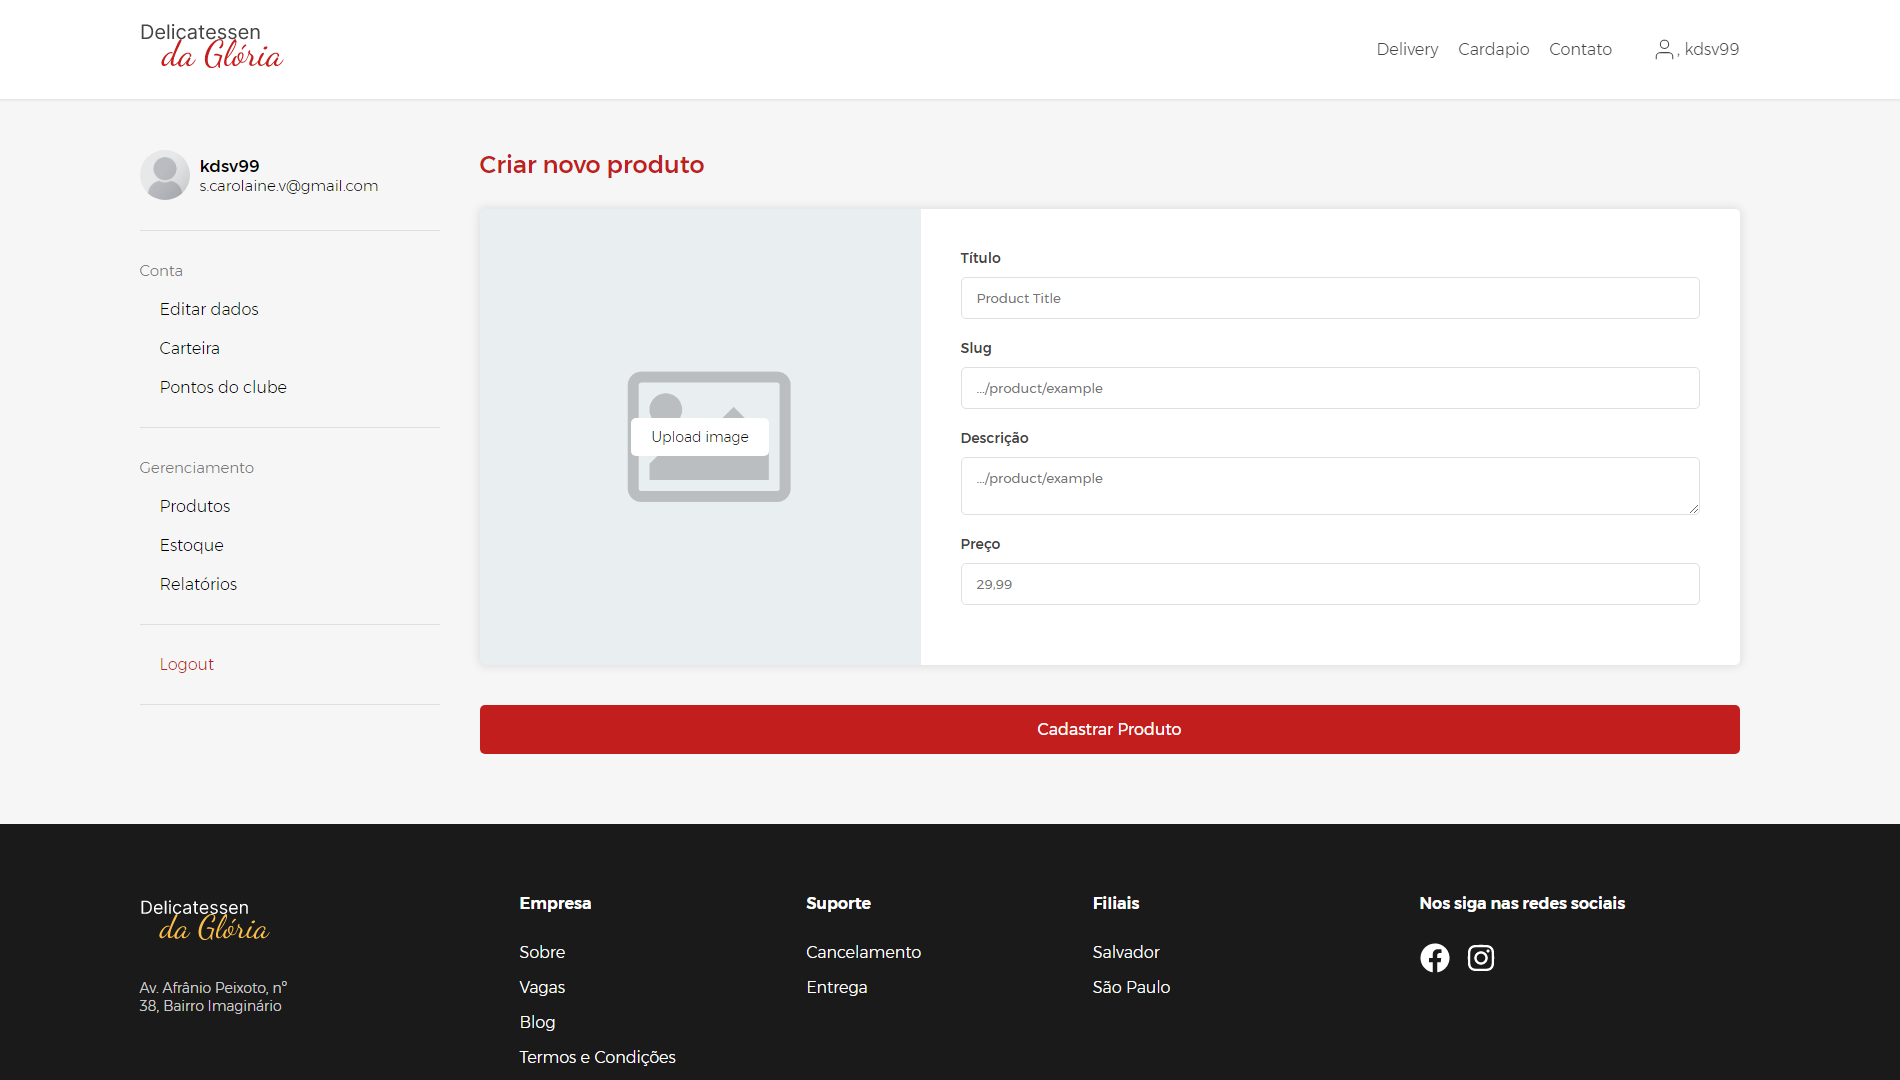 Delicatessen
da Glória
Delivery
Cardapio
Contato
, kdsv99
kdsv99
s.carolaine.v@gmail.com
Conta
Editar dados
Carteira
Pontos do clube
Gerenciamento
Produtos
Estoque
Relatórios
Logout
Criar novo produto
Upload image
Título
Product Title
Slug
.../product/example
Descrição
.../product/example
Preço
29,99
Cadastrar Produto
Delicatessen
da Glória
Av. Afrânio Peixoto, nº
38, Bairro Imaginário
Empresa
Sobre
Vagas
Blog
Termos e Condições
Suporte
Cancelamento
Entrega
Filiais
Salvador
São Paulo
Nos siga nas redes sociais